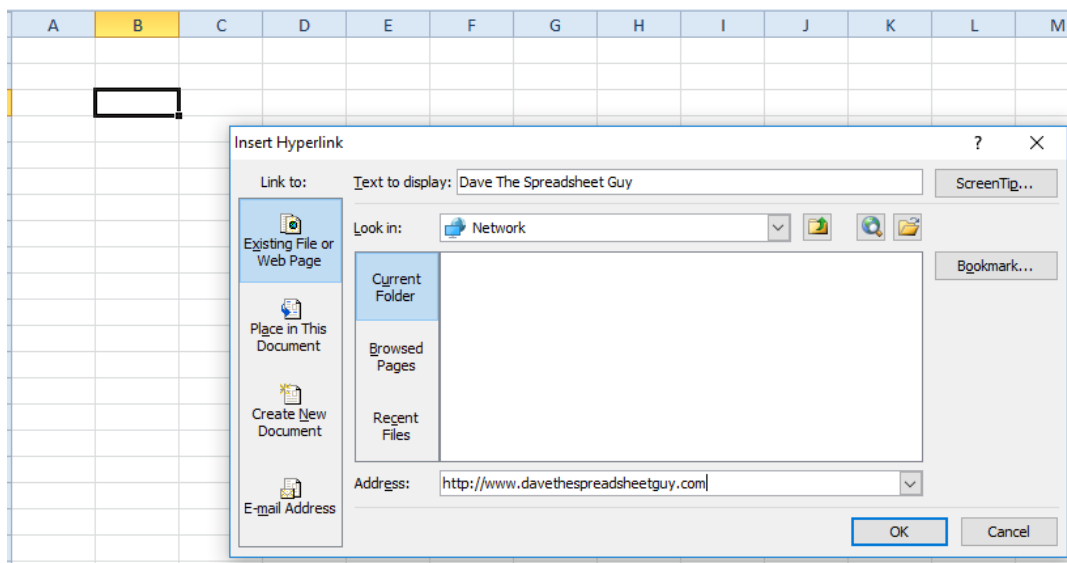 A B C D E F G H I J K L M
Insert Hyperlink ?
Link to: Text to display: Dave The Spreadsheet Guy ScreenTip...
Look in: Network
Existing File or
Web Page
Place in This
Document
Create New
Document
E-mail Address
Current
Folder
Browsed
Pages
Recent
Files
Bookmark...
Address: http://www.davethespreadsheetguy.com
OK Cancel